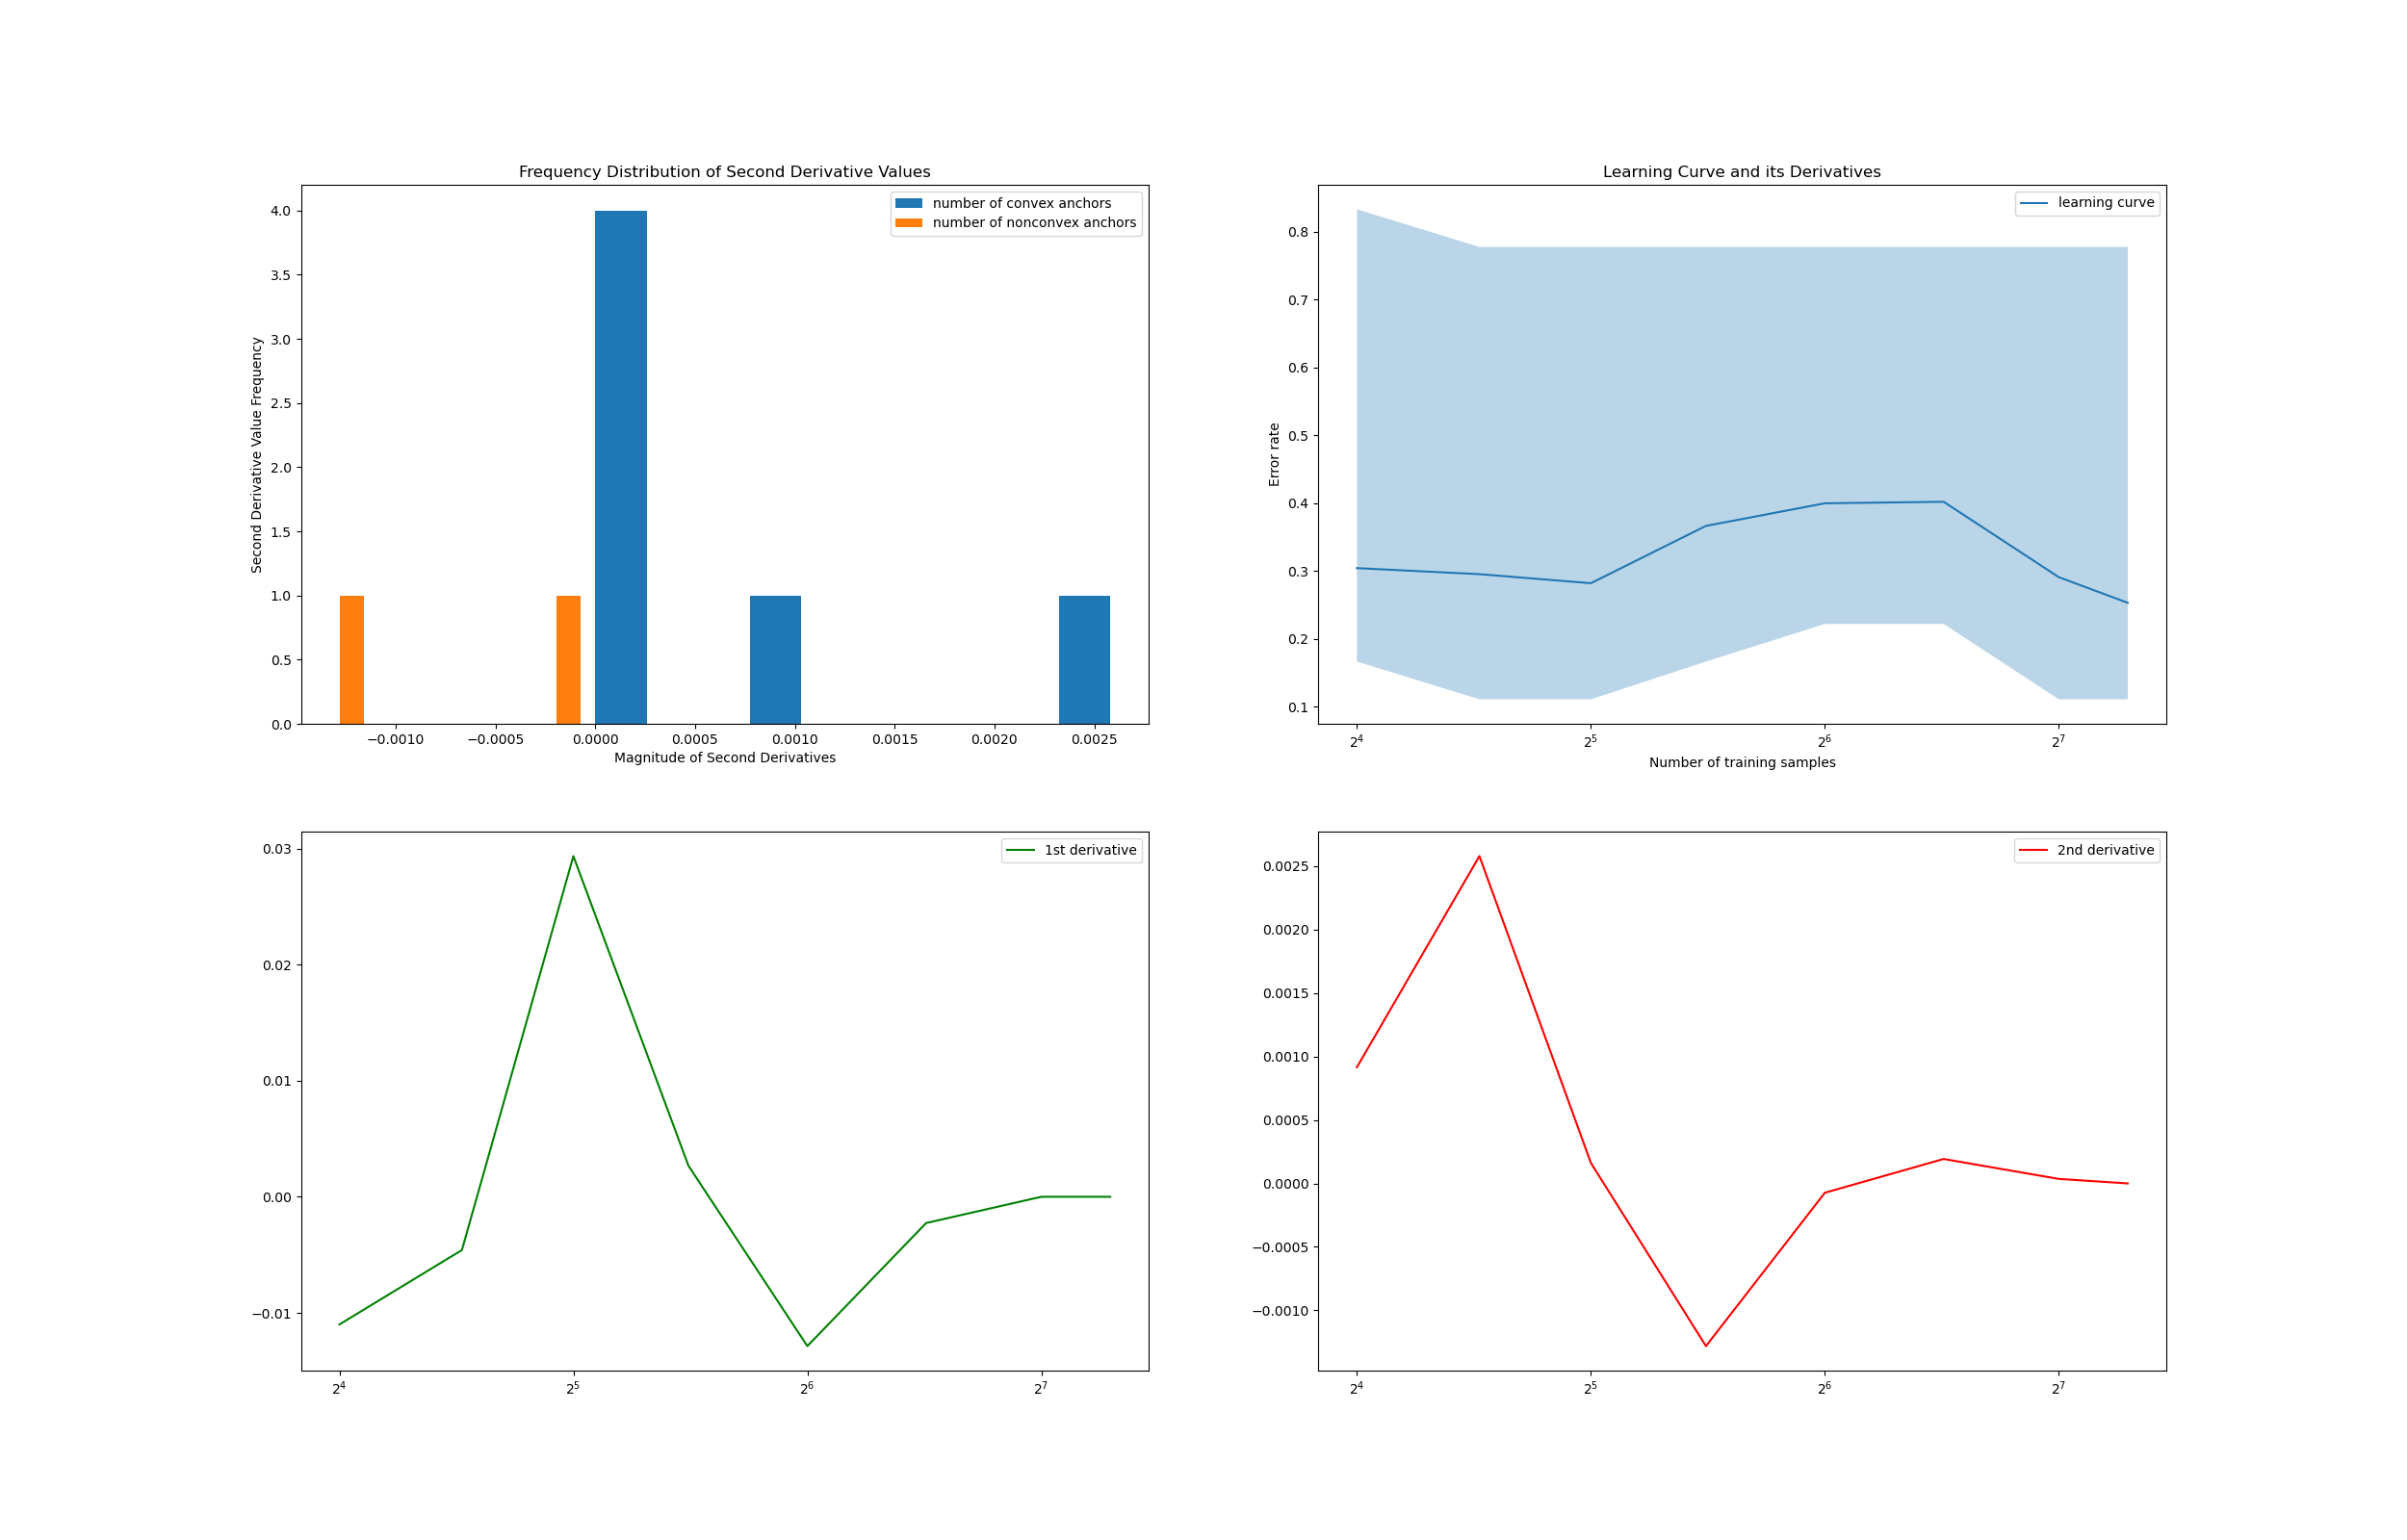 Frequency Distribution of Second Derivative Values
number of convex anchors
number of nonconvex anchors
4.0
3.5
3.0
2.5
2.0
1.5
1.0
0.5
0.0
Second Derivative Value Frequency
−0.0010 −0.0005 0.0000 0.0005 0.0010 0.0015 0.0020 0.0025
Magnitude of Second Derivatives
Learning Curve and its Derivatives
learning curve
0.8
0.7
0.6
0.5
0.4
0.3
0.2
0.1
Error rate
2⁴ 2⁵ 2⁶ 2⁷
Number of training samples
1st derivative
0.03
0.02
0.01
0.00
−0.01
2⁴ 2⁵ 2⁶ 2⁷
2nd derivative
0.0025
0.0020
0.0015
0.0010
0.0005
0.0000
−0.0005
−0.0010
2⁴ 2⁵ 2⁶ 2⁷